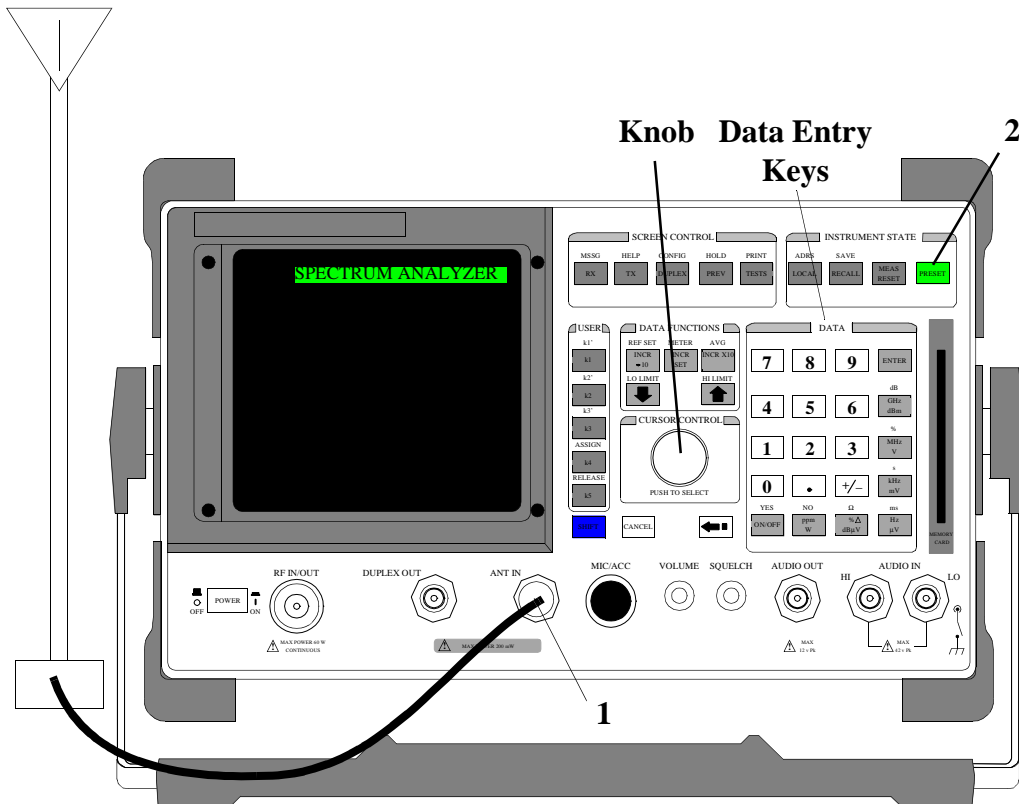 Knob Data Entry Keys 2
SPECTRUM ANALYZER
SCREEN CONTROL
MSSG HELP CONFIG HOLD PRINT
RX TX DUPLEX PREV TESTS
INSTRUMENT STATE
ADRS SAVE
LOCAL RECALL MEAS RESET PRESET
USER
k1'
k1
k2'
k2
k3'
k3
ASSIGN
k4
RELEASE
k5
SHIFT
DATA FUNCTIONS
REF SET METER AVG
INCR ÷10 INCR SET INCR X10
LO LIMIT HI LIMIT
CURSOR CONTROL
PUSH TO SELECT
CANCEL
DATA
7 8 9 ENTER
dB
4 5 6 GHz dBm
%
1 2 3 MHz V
s
0 . +/− kHz mV
YES NO Ω ms
ON/OFF ppm W %Δ dBµV Hz µV
MEMORY CARD
POWER
OFF ON
RF IN/OUT
MAX POWER 60 W
CONTINUOUS
DUPLEX OUT
ANT IN
MAX POWER 200 mW
MIC/ACC
VOLUME SQUELCH
AUDIO OUT
MAX
12 v Pk
AUDIO IN
HI LO
MAX
42 v Pk
1